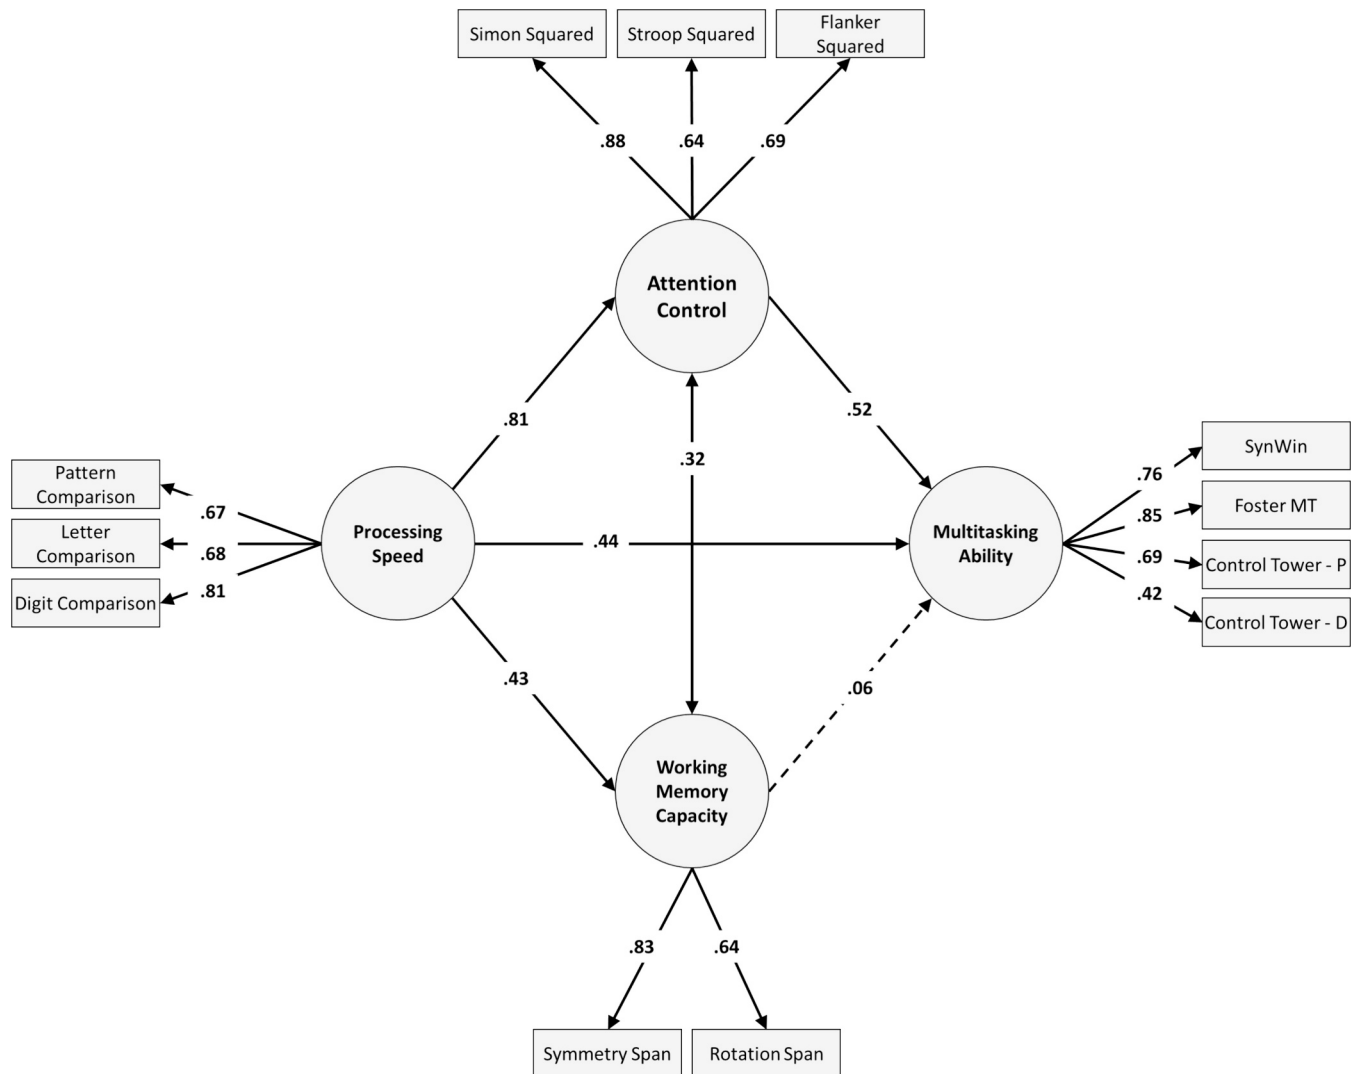 Simon Squared
Stroop Squared
Flanker
Squared
.88
.64
.69
Attention
Control
.81
.52
.32
Pattern
Comparison
Letter
Comparison
Digit Comparison
.67
.68
.81
Processing
Speed
.44
Multitasking
Ability
.76
.85
.69
.42
SynWin
Foster MT
Control Tower - P
Control Tower - D
.43
.06
Working
Memory
Capacity
.83
.64
Symmetry Span
Rotation Span